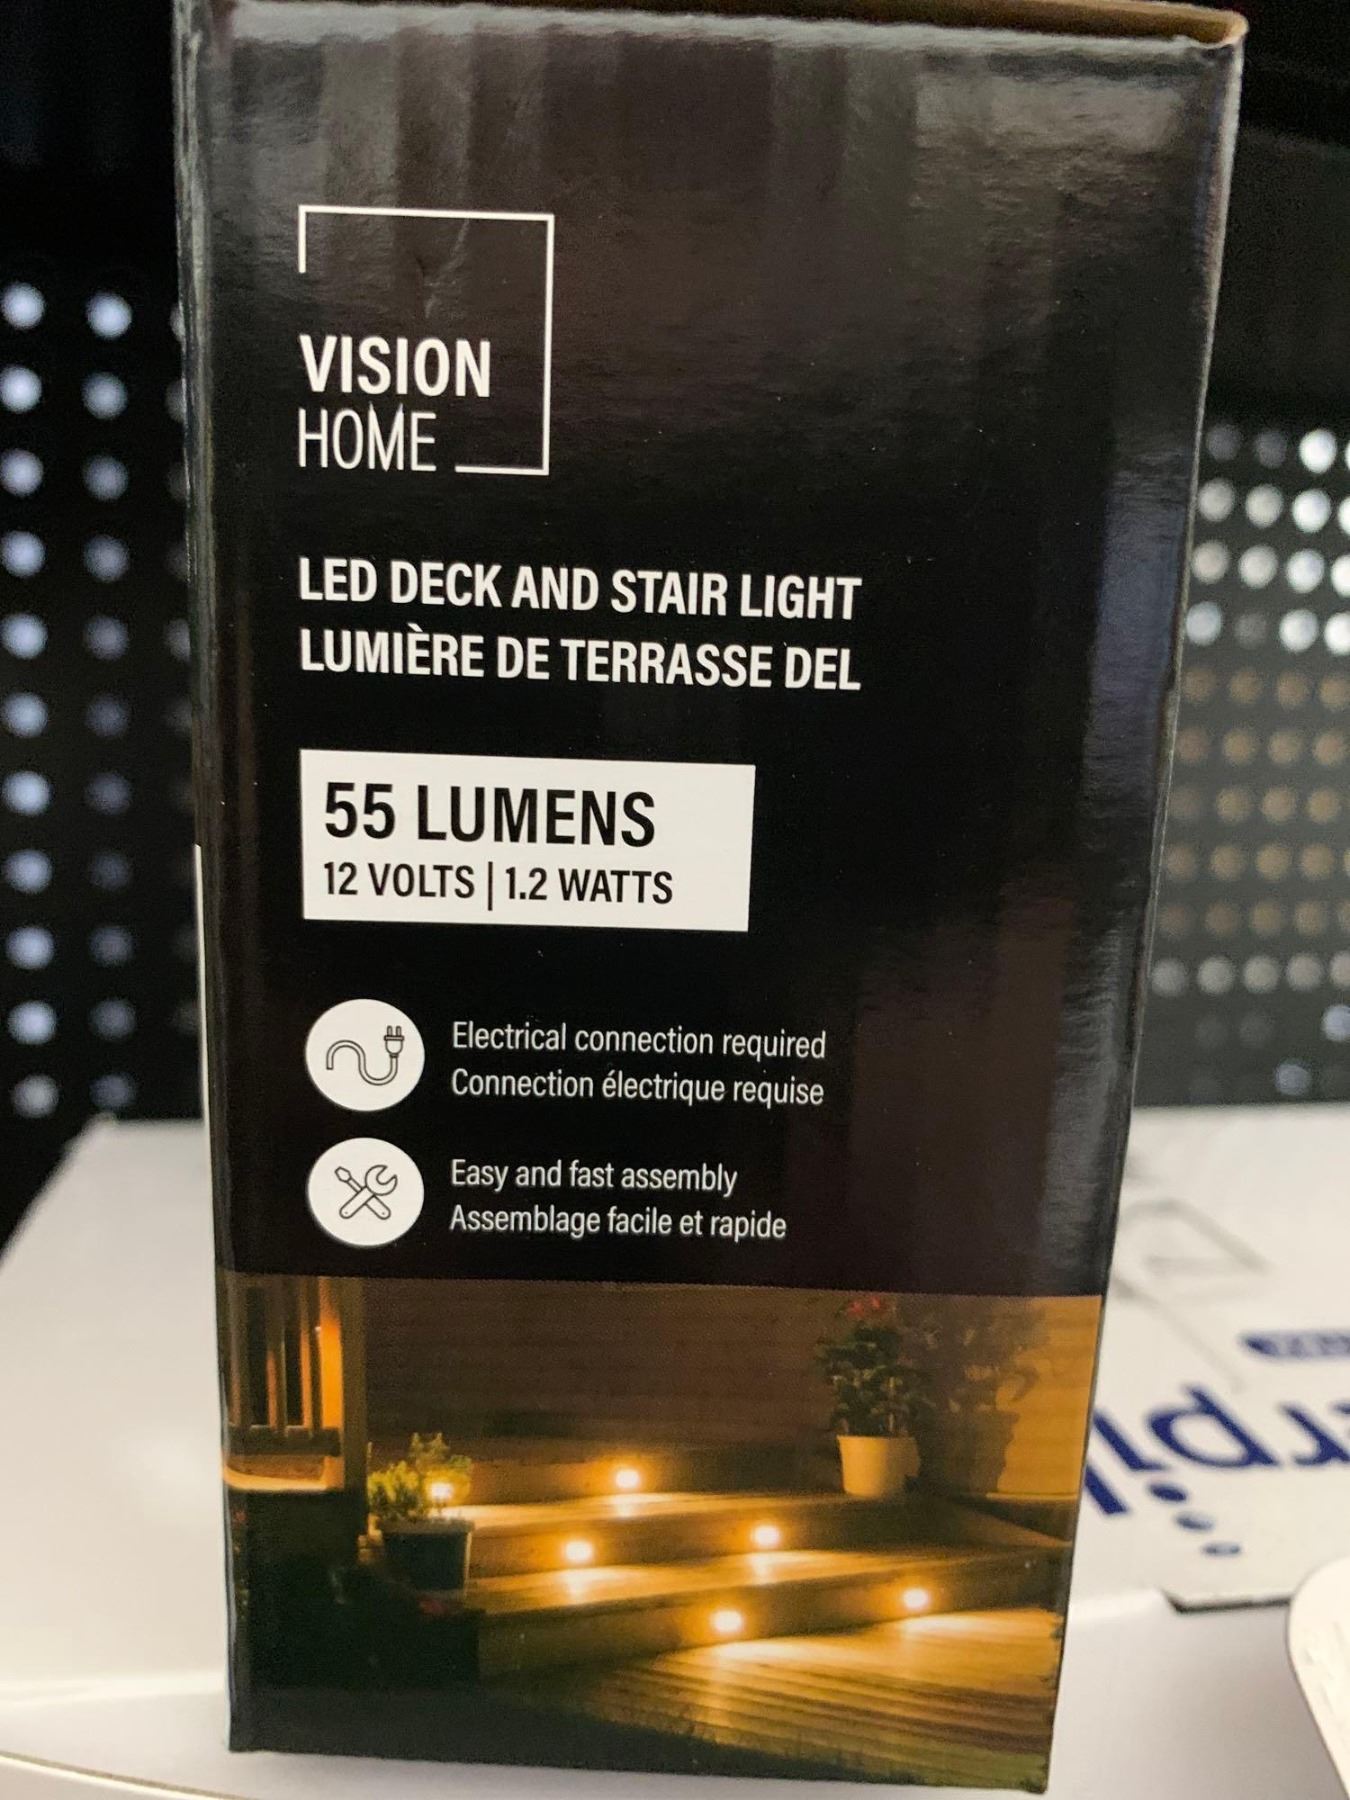 VISION
HOME
LED DECK AND STAIR LIGHT
LUMIÈRE DE TERRASSE DEL
55 LUMENS
12 VOLTS | 1.2 WATTS
Electrical connection required
Connection électrique requise
Easy and fast assembly
Assemblage facile et rapide